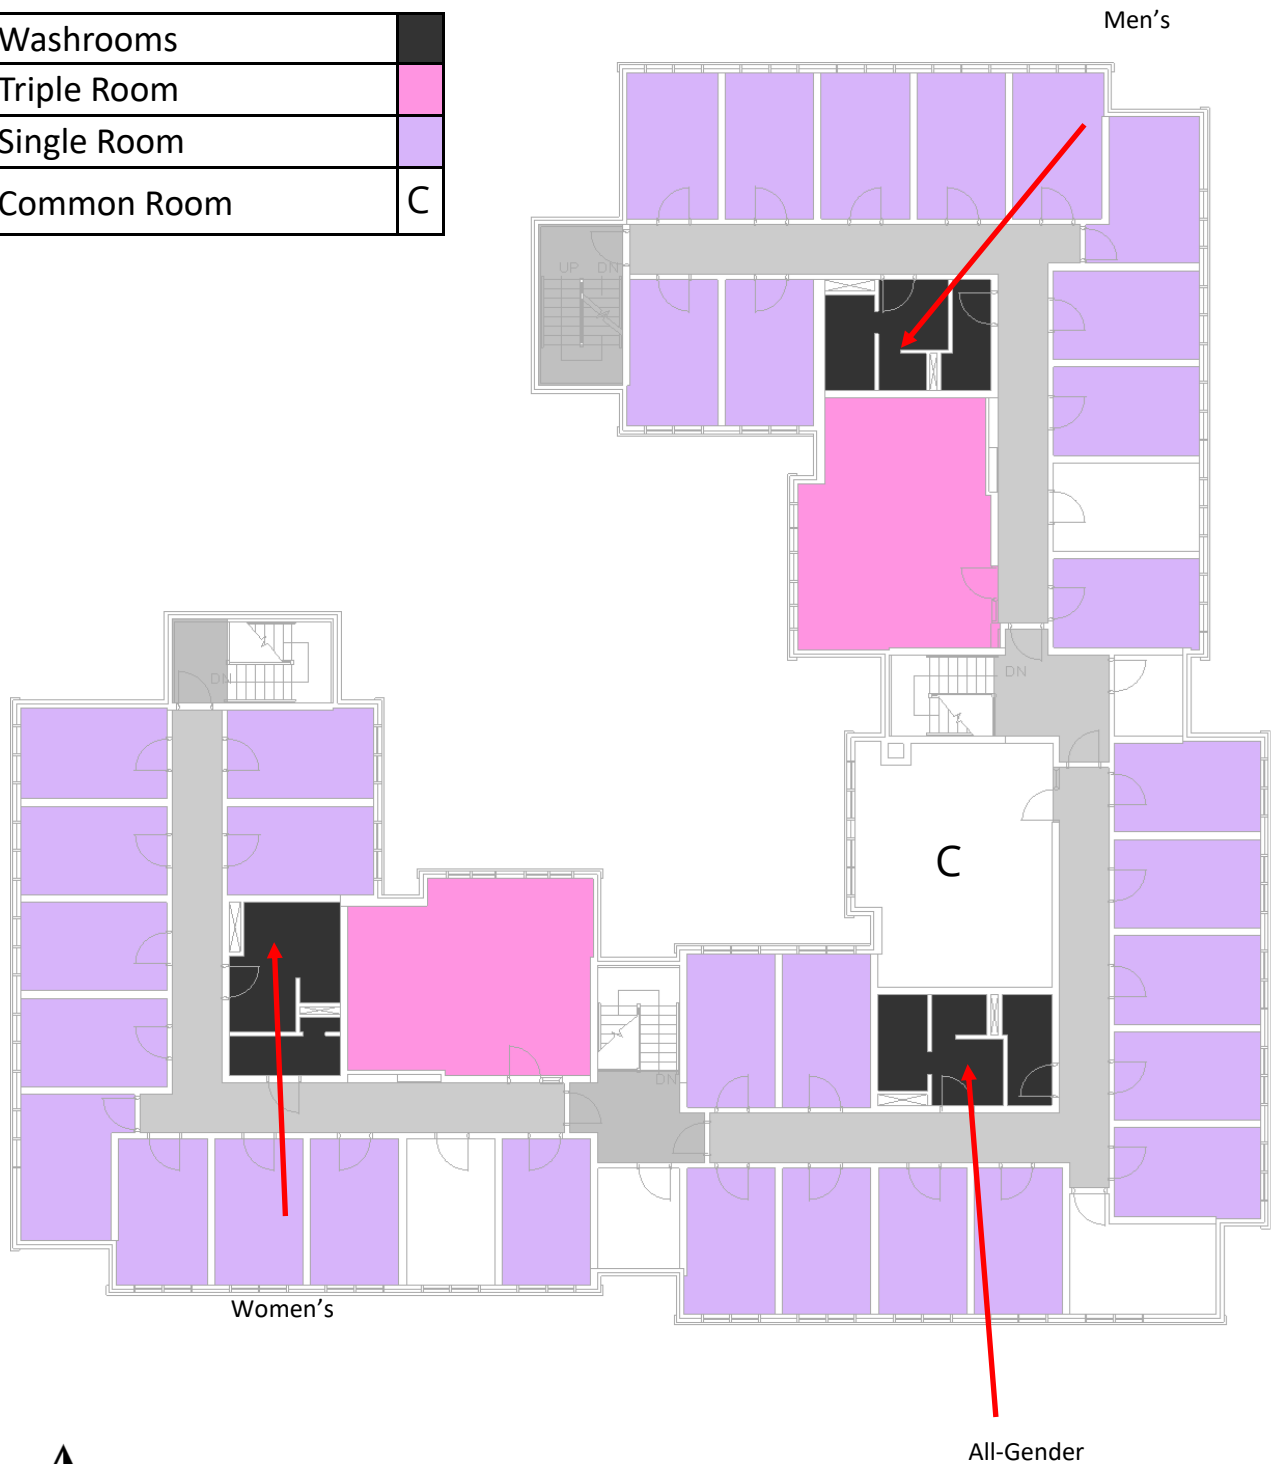 Men's
Washrooms
Triple Room
Single Room
Common Room C
UP DN
DN
DN
C
DN
Women's
All-Gender